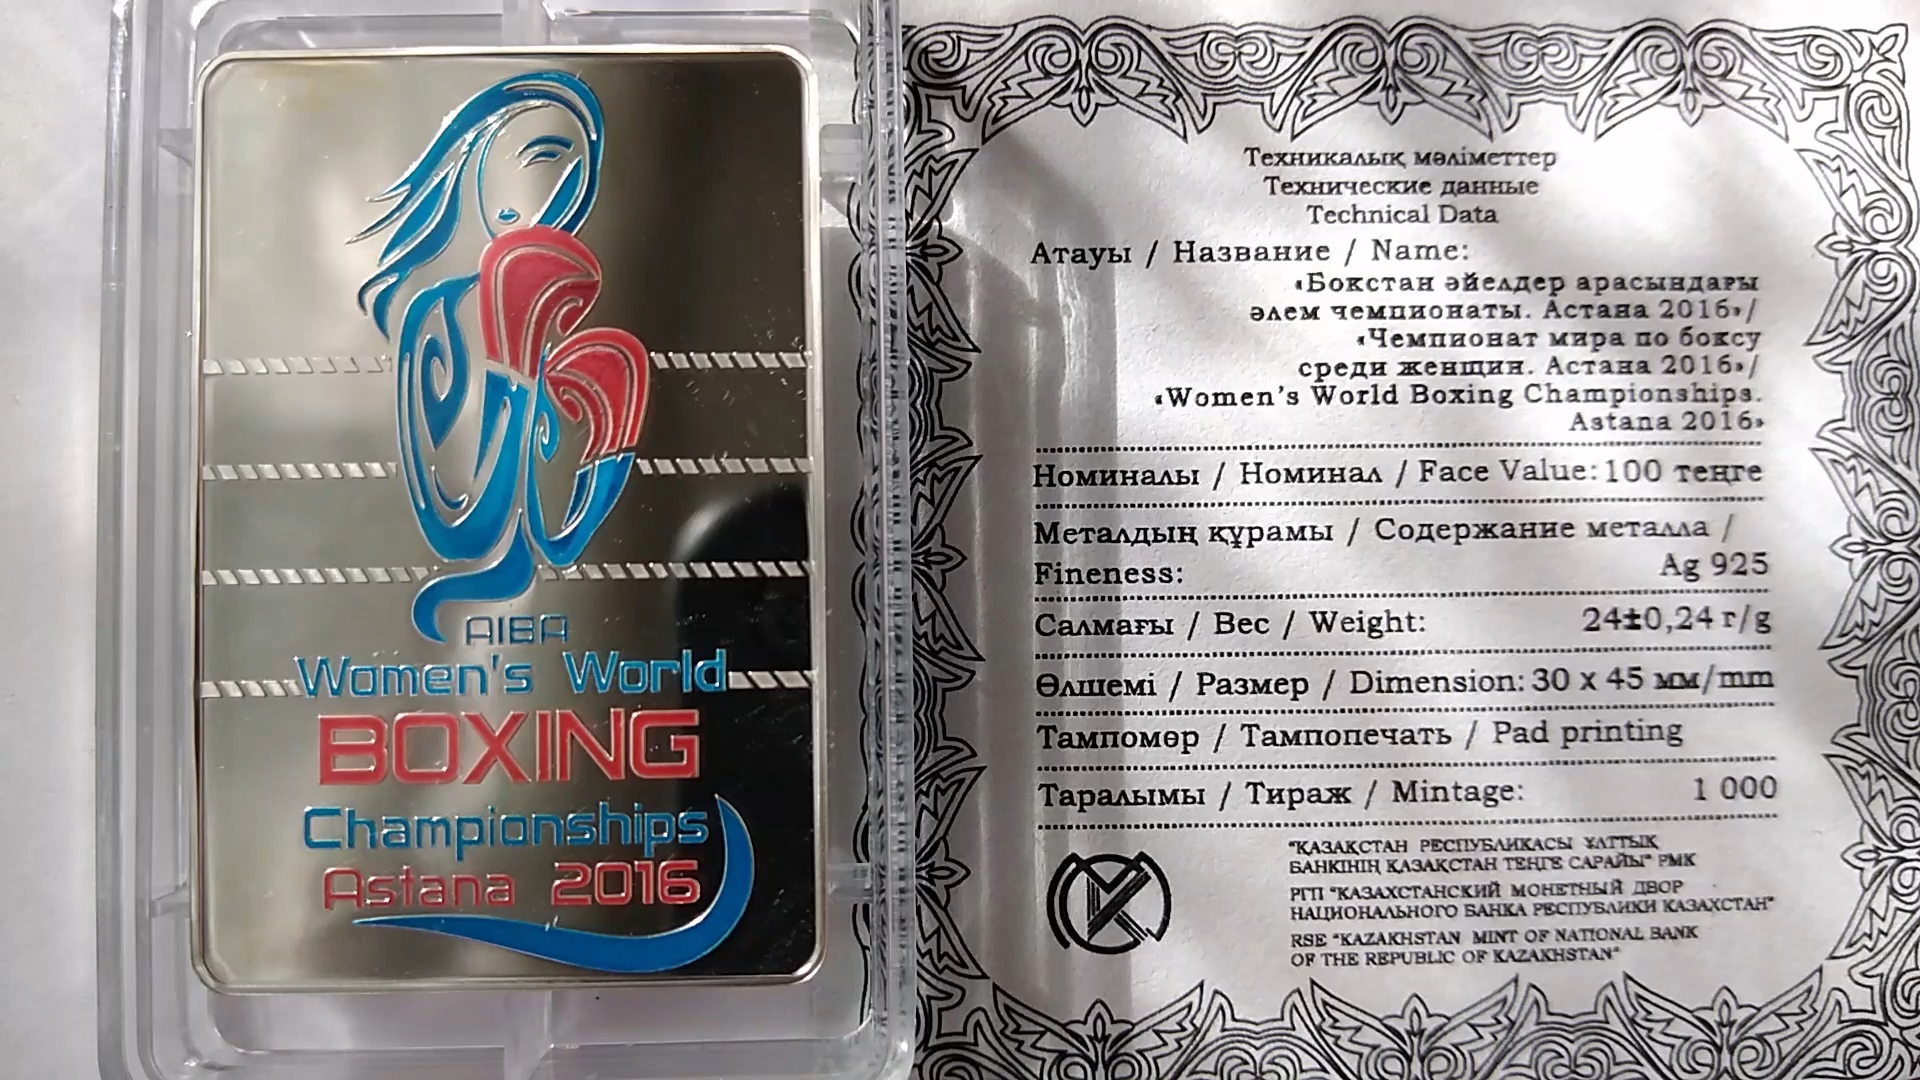 AIBA
Women's World
BOXING
Championships
Astana 2016
Техникалық мәліметтер
Технические данные
Technical Data
Атауы / Название / Name:
«Бокстан әйелдер арасындағы
әлем чемпионаты. Астана 2016»/
«Чемпионат мира по боксу
среди женщин. Астана 2016»/
«Women's World Boxing Championships.
Astana 2016»
Номиналы / Номинал / Face Value: 100 теңге
Металдың құрамы / Содержание металла /
Fineness: Ag 925
Салмағы / Вес / Weight: 24±0,24 г/g
Өлшемі / Размер / Dimension: 30 x 45 мм/mm
Тампомөр / Тампопечать / Pad printing
Таралымы / Тираж / Mintage: 1 000
"ҚАЗАҚСТАН РЕСПУБЛИКАСЫ ҰЛТТЫҚ
БАНКІНІҢ ҚАЗАҚСТАН ТЕҢГЕ САРАЙЫ" РМК
РГП "КАЗАХСТАНСКИЙ МОНЕТНЫЙ ДВОР
НАЦИОНАЛЬНОГО БАНКА РЕСПУБЛИКИ КАЗАХСТАН"
RSE "KAZAKHSTAN MINT OF NATIONAL BANK
OF THE REPUBLIC OF KAZAKHSTAN"